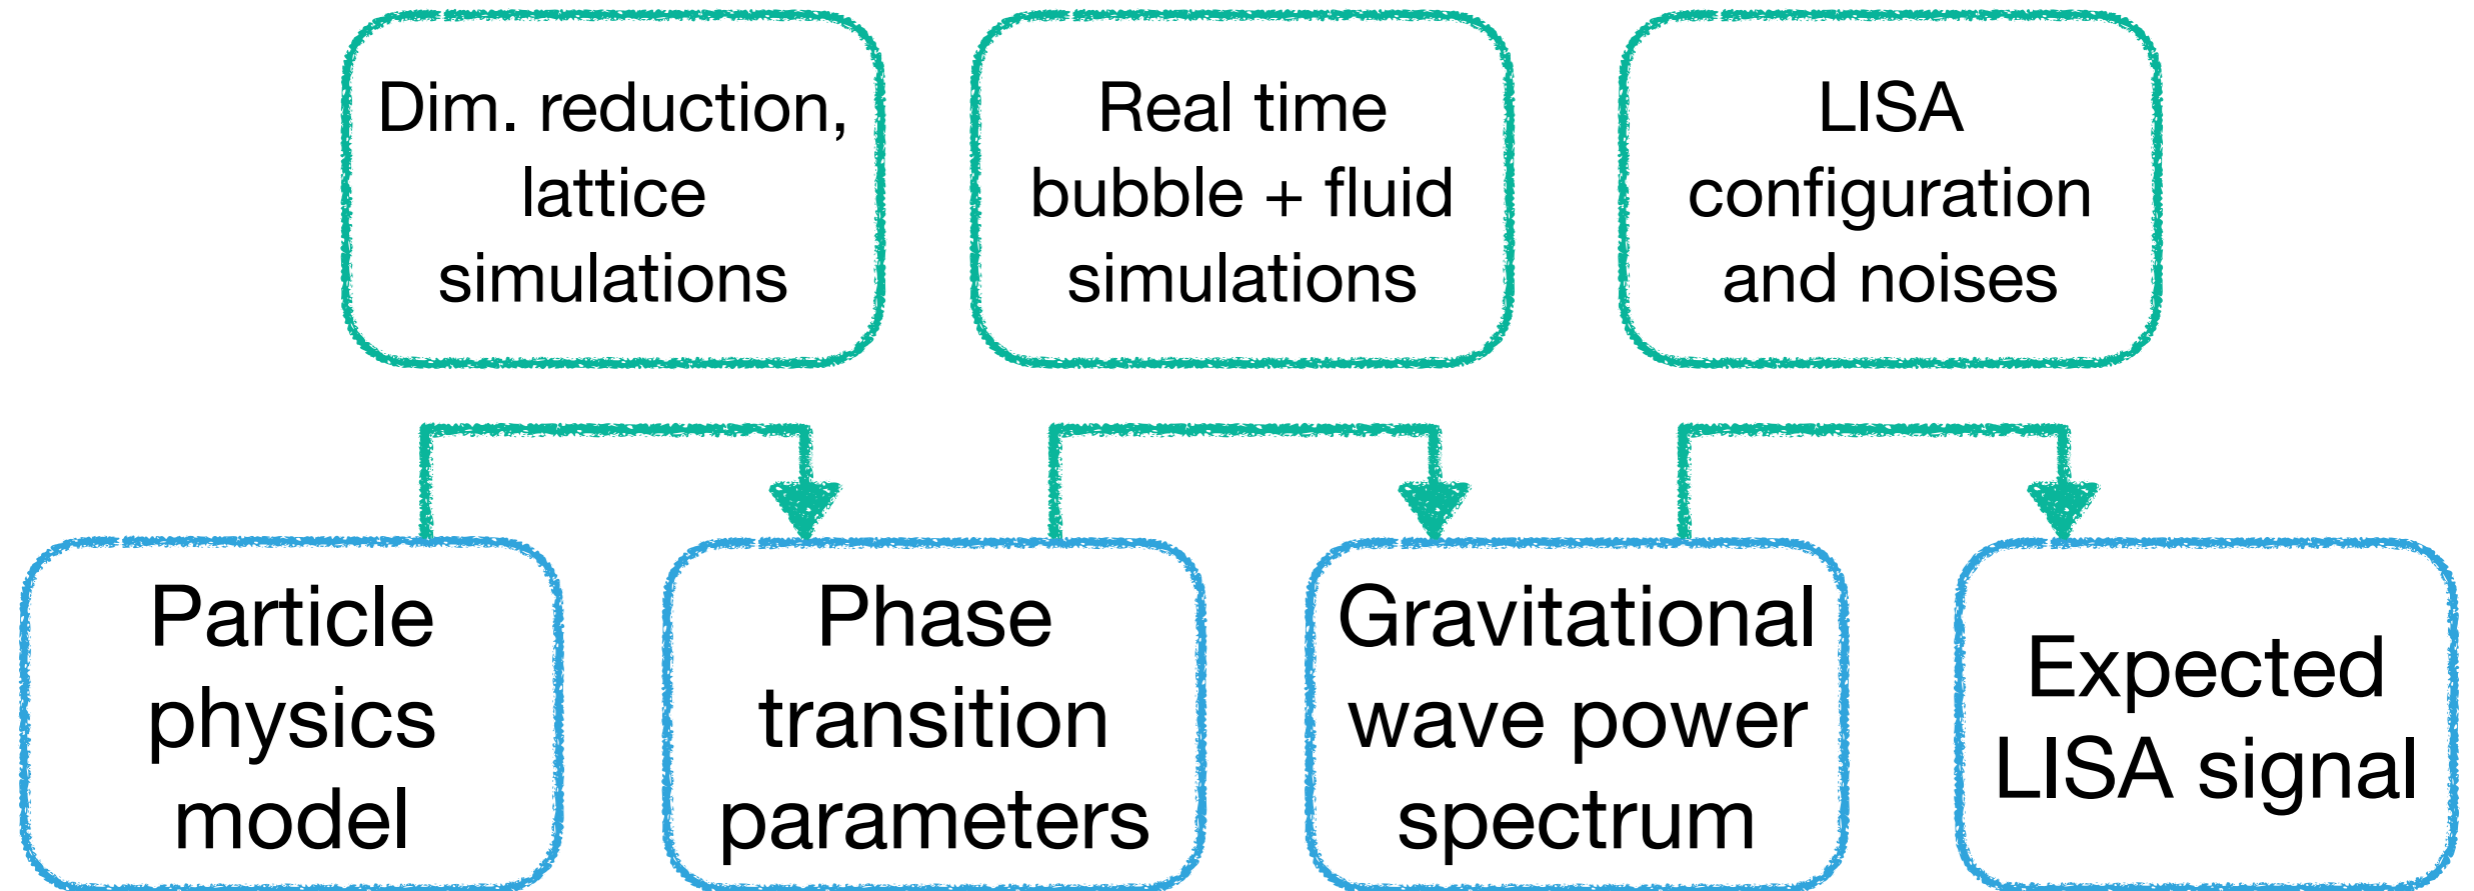 Dim. reduction,
lattice
simulations
Real time
bubble + fluid
simulations
LISA
configuration
and noises
Particle
physics
model
Phase
transition
parameters
Gravitational
wave power
spectrum
Expected
LISA signal